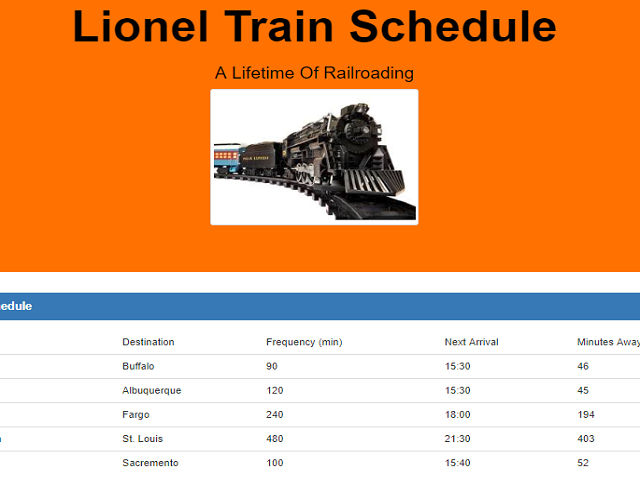 Lionel Train Schedule
A Lifetime Of Railroading
POLAR EXPRESS
edule
Destination Frequency (min) Next Arrival Minutes Away
Buffalo 90 15:30 46
Albuquerque 120 15:30 45
Fargo 240 18:00 194
St. Louis 480 21:30 403
Sacremento 100 15:40 52